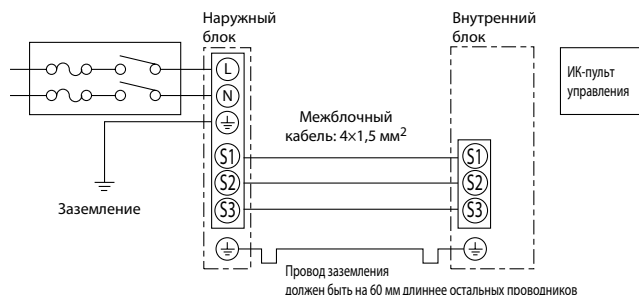 Наружный
блок
Внутренний
блок
L
N
Межблочный
кабель: 4×1,5 мм²
ИК-пульт
управления
S1
S2
S3
S1
S2
S3
Заземление
Провод заземления
должен быть на 60 мм длиннее остальных проводников